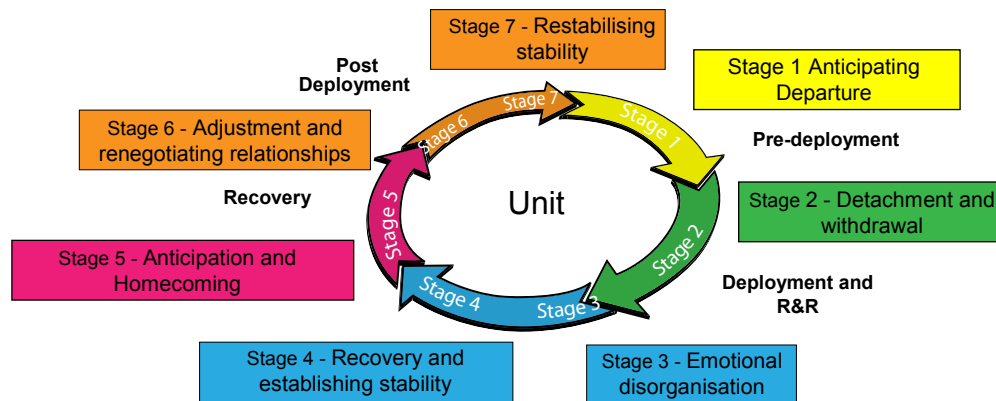 Stage 7 - Restabilising
stability
Stage 1 Anticipating
Departure
Post
Deployment
Stage 7
Stage 6
Stage 1
Stage 6 - Adjustment and
renegotiating relationships
Pre-deployment
Recovery
Unit
Stage 5
Stage 2
Stage 2 - Detachment and
withdrawal
Stage 5 - Anticipation and
Homecoming
Stage 4
Stage 3
Deployment and
R&R
Stage 4 - Recovery and
establishing stability
Stage 3 - Emotional
disorganisation